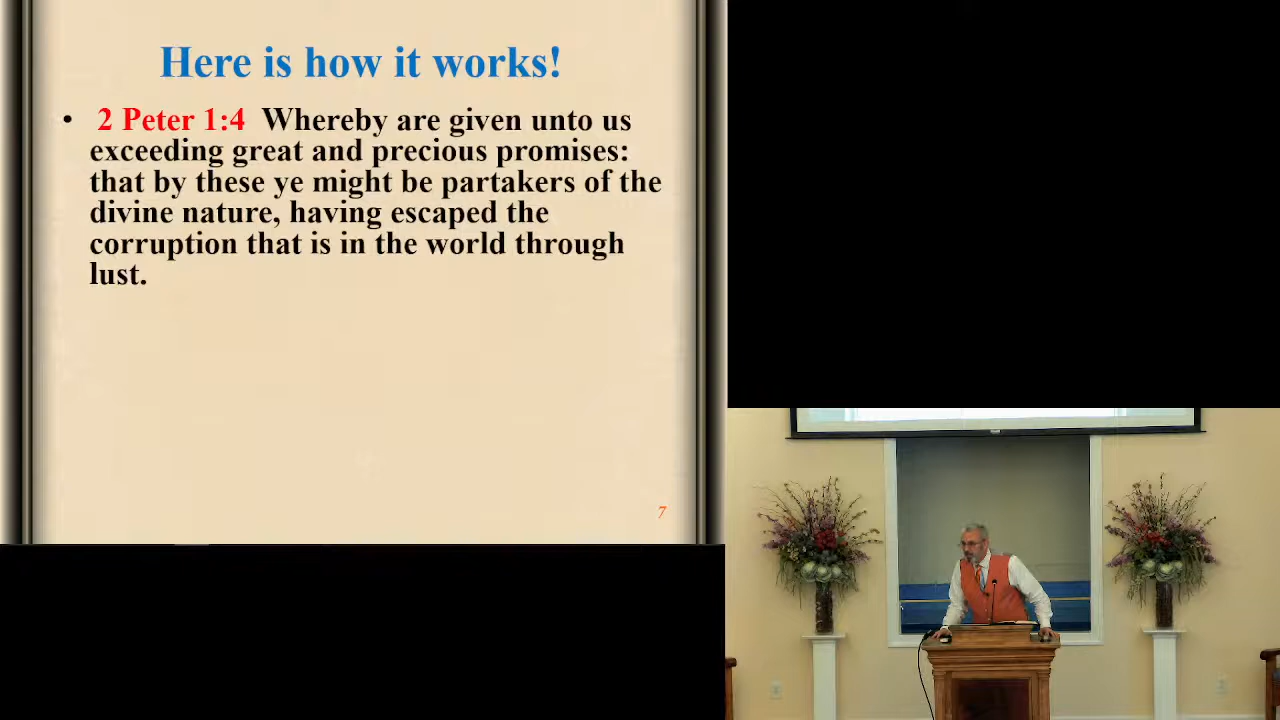 Here is how it works!
• 2 Peter 1:4 Whereby are given unto us
exceeding great and precious promises:
that by these ye might be partakers of the
divine nature, having escaped the
corruption that is in the world through
lust.
7